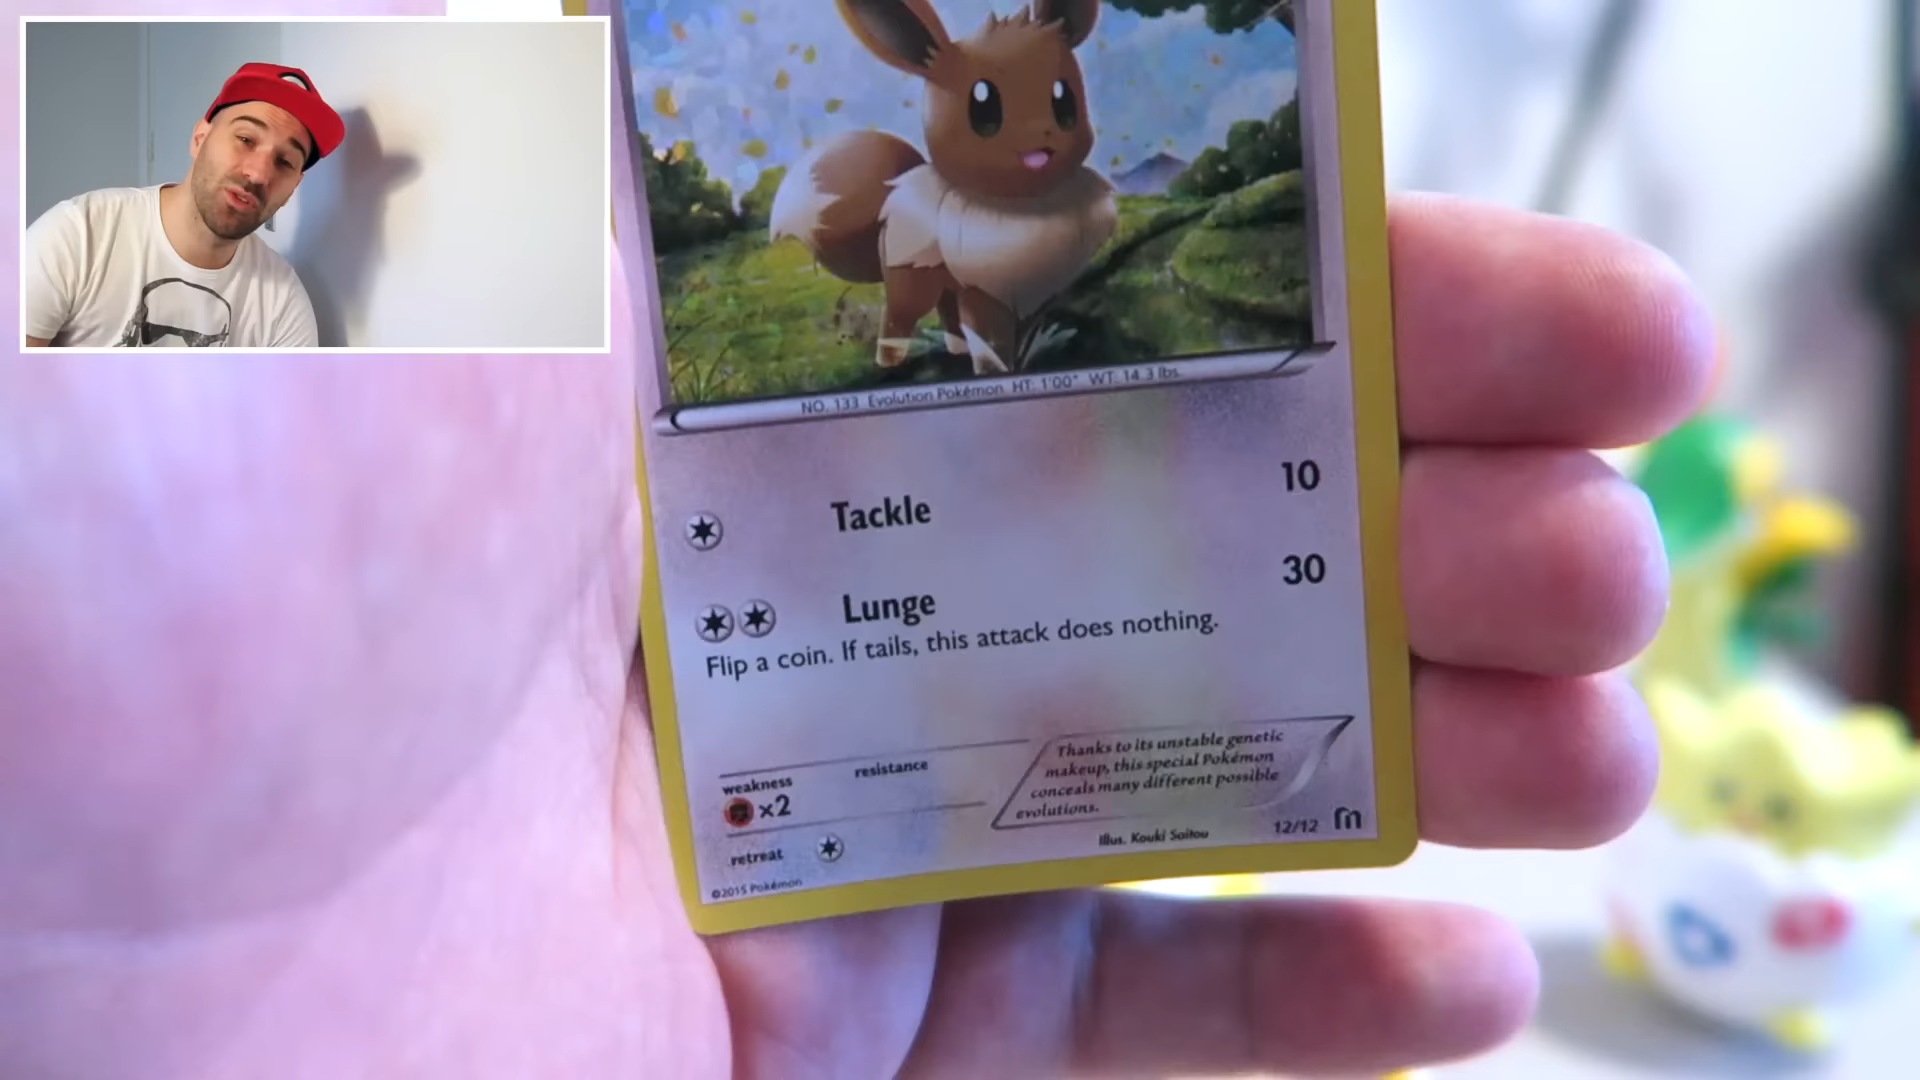 NO. 133 Evolution Pokémon HT: 1'00" WT: 14.3 lbs.
Tackle 10
Lunge 30
Flip a coin. If tails, this attack does nothing.
weakness resistance
x2
retreat
Thanks to its unstable genetic
makeup, this special Pokémon
conceals many different possible
evolutions.
Illus. Kouki Saitou 12/12
©2015 Pokémon